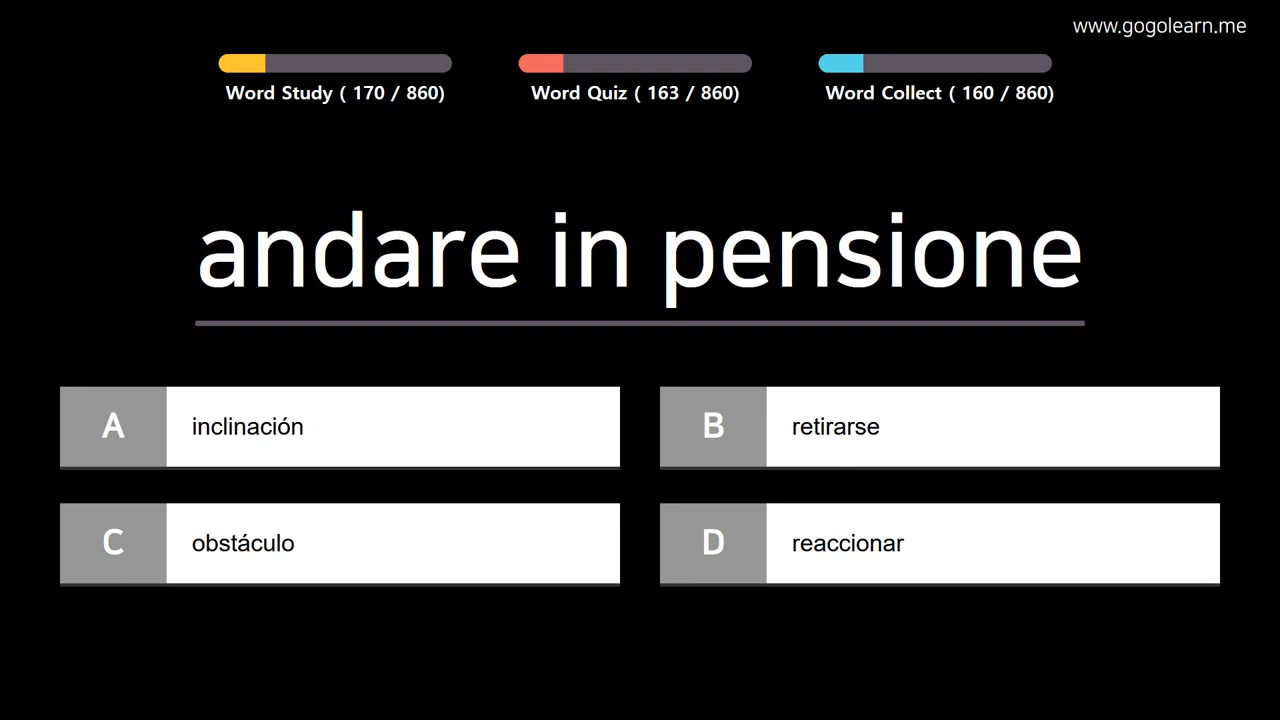 www.gogolearn.me
Word Study ( 170 / 860)
Word Quiz ( 163 / 860)
Word Collect ( 160 / 860)
andare in pensione
A inclinación
B retirarse
C obstáculo
D reaccionar